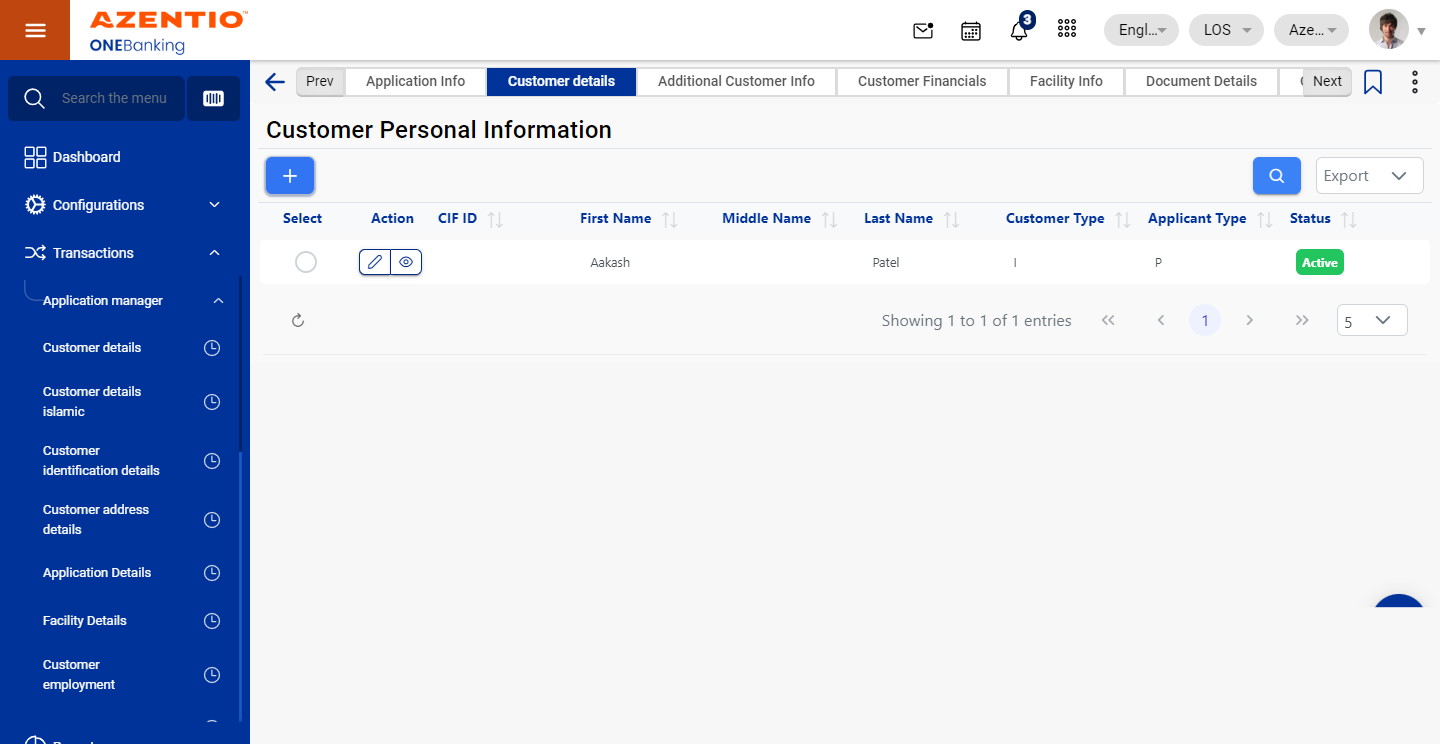 AZENTIO™
ONEBanking
3
Engl...
LOS
Aze...
Search the menu
Dashboard
Configurations
Transactions
Application manager
Customer details
Customer details
islamic
Customer
identification details
Customer address
details
Application Details
Facility Details
Customer
employment
Prev
Application Info
Customer details
Additional Customer Info
Customer Financials
Facility Info
Document Details
Next
Customer Personal Information
Export
Select
Action
CIF ID
First Name
Middle Name
Last Name
Customer Type
Applicant Type
Status
Aakash
Patel
I
P
Active
Showing 1 to 1 of 1 entries
1
5